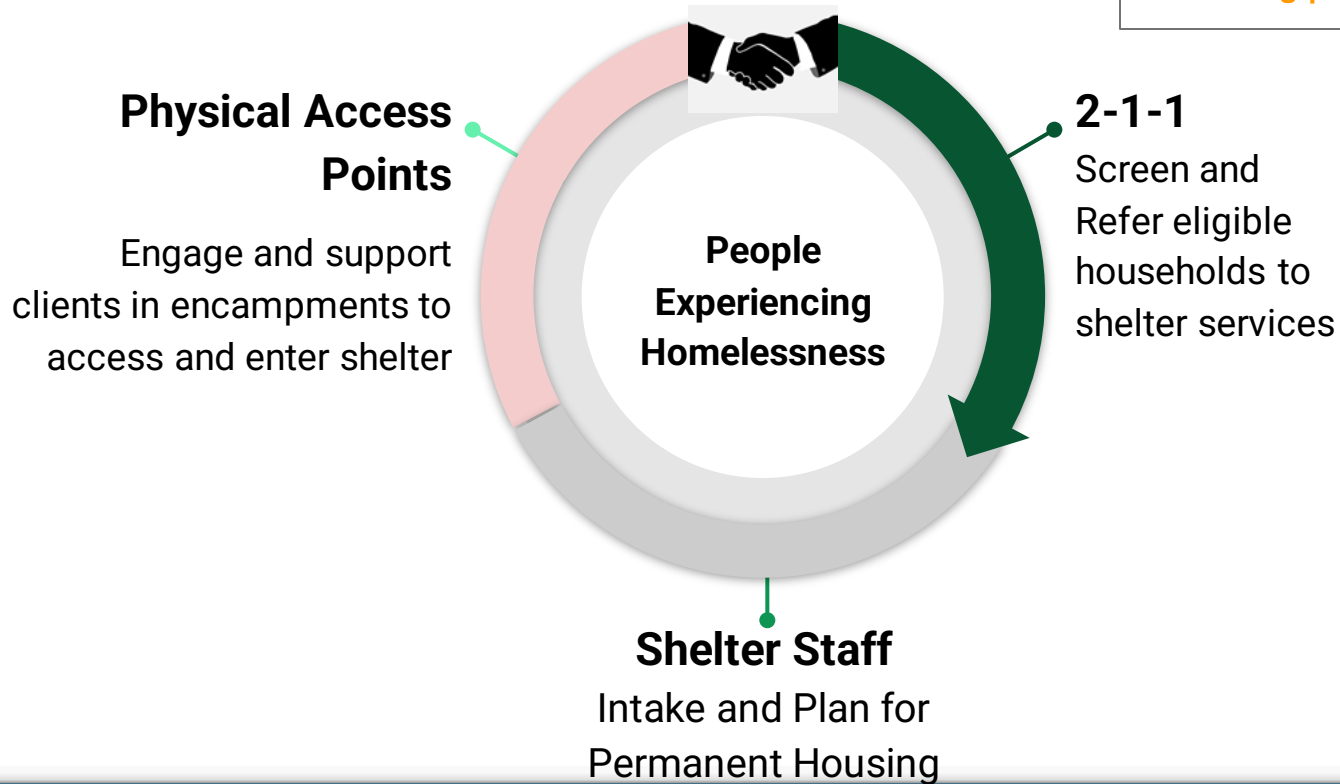 Physical Access
Points
Engage and support
clients in encampments to
access and enter shelter
People
Experiencing
Homelessness
2-1-1
Screen and
Refer eligible
households to
shelter services
Shelter Staff
Intake and Plan for
Permanent Housing